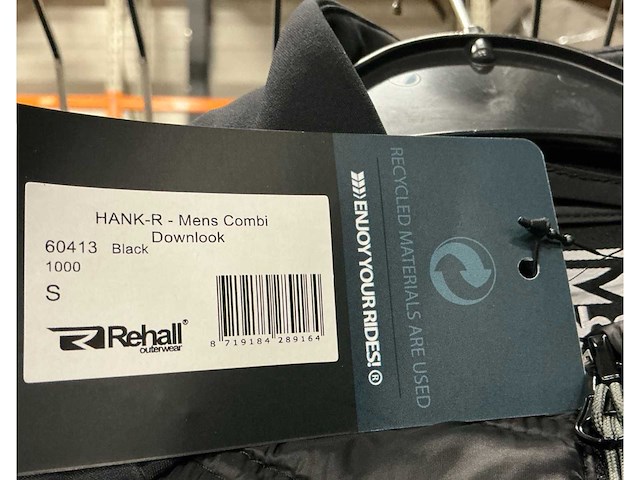 HANK-R - Mens Combi
Downlook
60413 Black
1000
S
Rehall®
outerwear
8 719184 289164
»»ENJOY YOUR RIDES!®
RECYCLED MATERIALS ARE USED